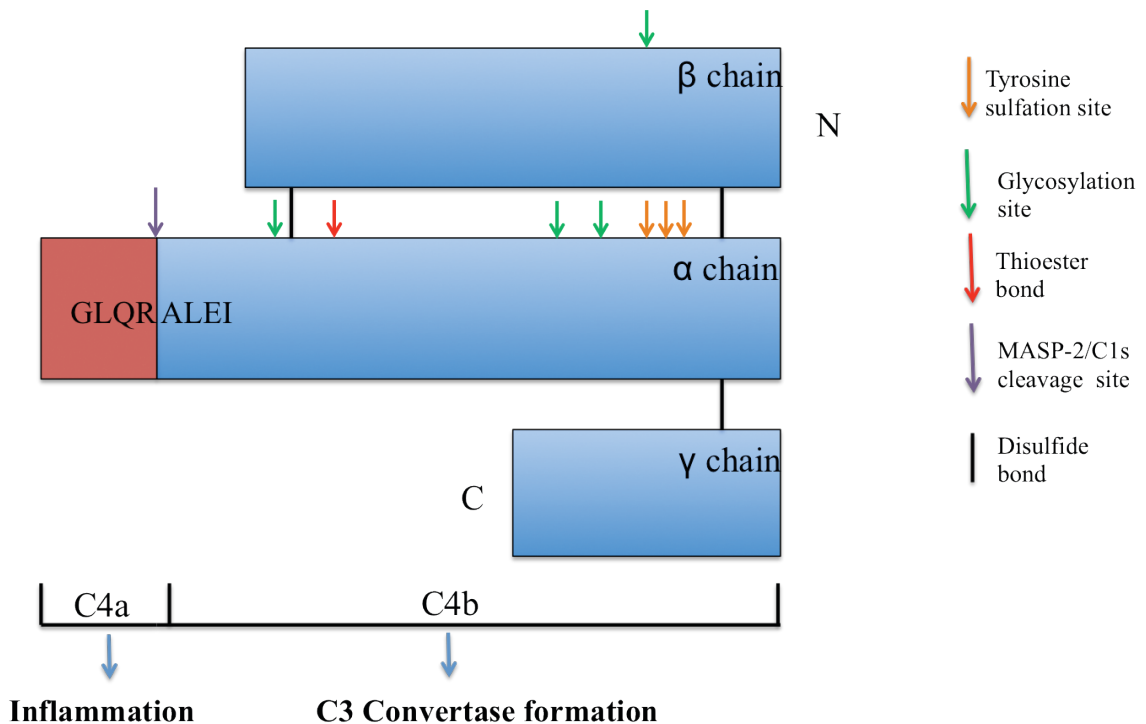 β chain
N
α chain
GLQR ALEI
γ chain
C
C4a
C4b
Inflammation
C3 Convertase formation
Tyrosine
sulfation site
Glycosylation
site
Thioester
bond
MASP-2/C1s
cleavage site
Disulfide
bond